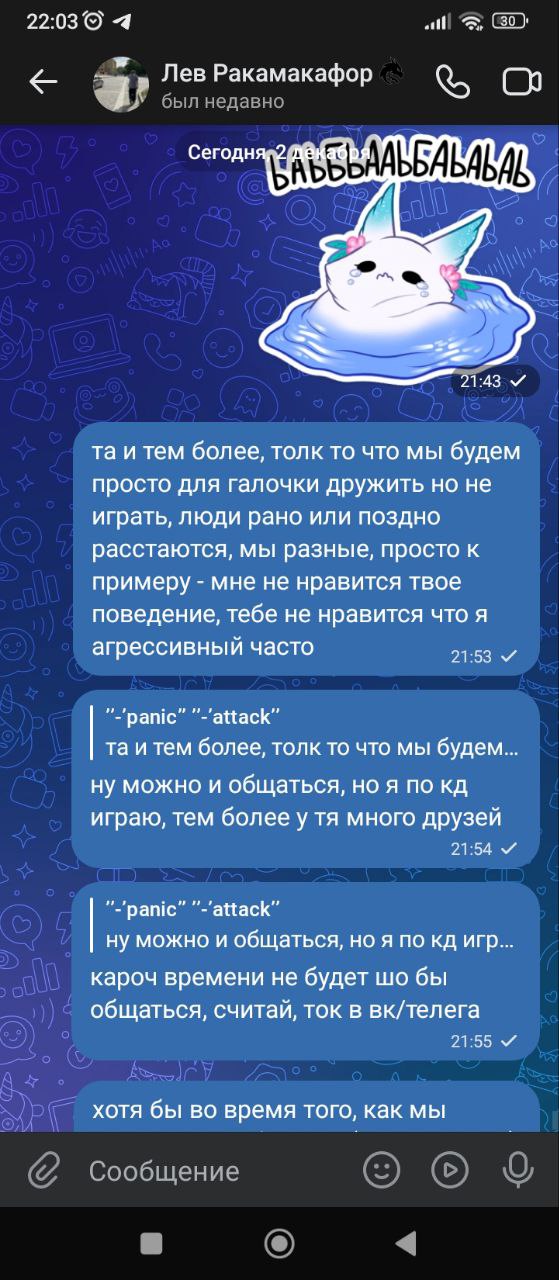 22:03
30
Лев Ракамакафор
был недавно
Сегодня, 2 декабря
21:43
та и тем более, толк то что мы будем
просто для галочки дружить но не
играть, люди рано или поздно
расстаются, мы разные, просто к
примеру - мне не нравится твое
поведение, тебе не нравится что я
агрессивный часто
21:53
"-'panic" "-'attack"
та и тем более, толк то что мы будем...
ну можно и общаться, но я по кд
играю, тем более у тя много друзей
21:54
"-'panic" "-'attack"
ну можно и общаться, но я по кд игр...
кароч времени не будет шо бы
общаться, считай, ток в вк/телега
21:55
хотя бы во время того, как мы
Сообщение